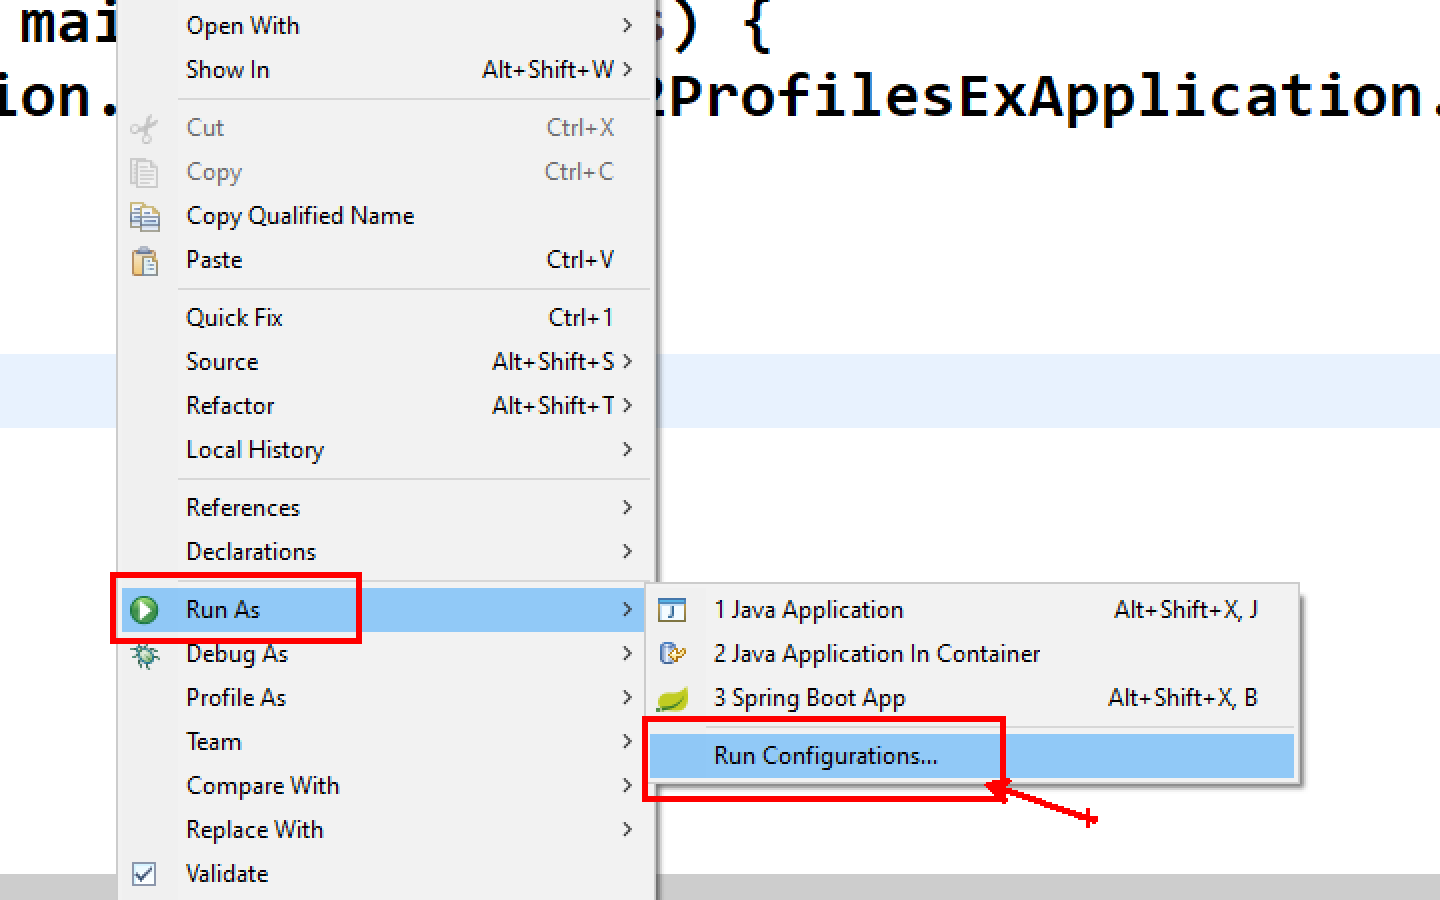 mai
) {
ion.
2ProfilesExApplication.
Open With
Show In Alt+Shift+W
Cut Ctrl+X
Copy Ctrl+C
Copy Qualified Name
Paste Ctrl+V
Quick Fix Ctrl+1
Source Alt+Shift+S
Refactor Alt+Shift+T
Local History
References
Declarations
Run As
1 Java Application Alt+Shift+X, J
Debug As
2 Java Application In Container
Profile As
3 Spring Boot App Alt+Shift+X, B
Team
Run Configurations...
Compare With
Replace With
Validate